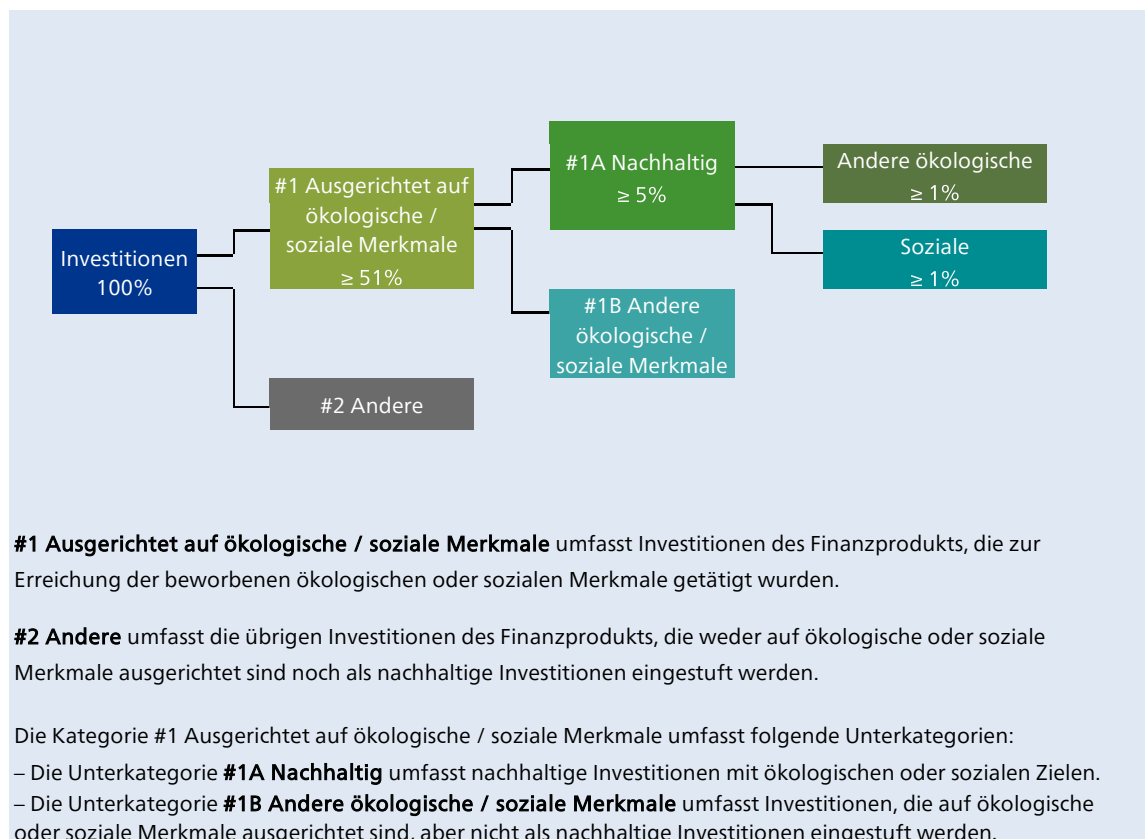 Investitionen
100%
#1 Ausgerichtet auf
ökologische /
soziale Merkmale
≥ 51%
#2 Andere
#1A Nachhaltig
≥ 5%
#1B Andere
ökologische /
soziale Merkmale
Andere ökologische
≥ 1%
Soziale
≥ 1%
#1 Ausgerichtet auf ökologische / soziale Merkmale umfasst Investitionen des Finanzprodukts, die zur
Erreichung der beworbenen ökologischen oder sozialen Merkmale getätigt wurden.
#2 Andere umfasst die übrigen Investitionen des Finanzprodukts, die weder auf ökologische oder soziale
Merkmale ausgerichtet sind noch als nachhaltige Investitionen eingestuft werden.
Die Kategorie #1 Ausgerichtet auf ökologische / soziale Merkmale umfasst folgende Unterkategorien:
– Die Unterkategorie #1A Nachhaltig umfasst nachhaltige Investitionen mit ökologischen oder sozialen Zielen.
– Die Unterkategorie #1B Andere ökologische / soziale Merkmale umfasst Investitionen, die auf ökologische
oder soziale Merkmale ausgerichtet sind, aber nicht als nachhaltige Investitionen eingestuft werden.